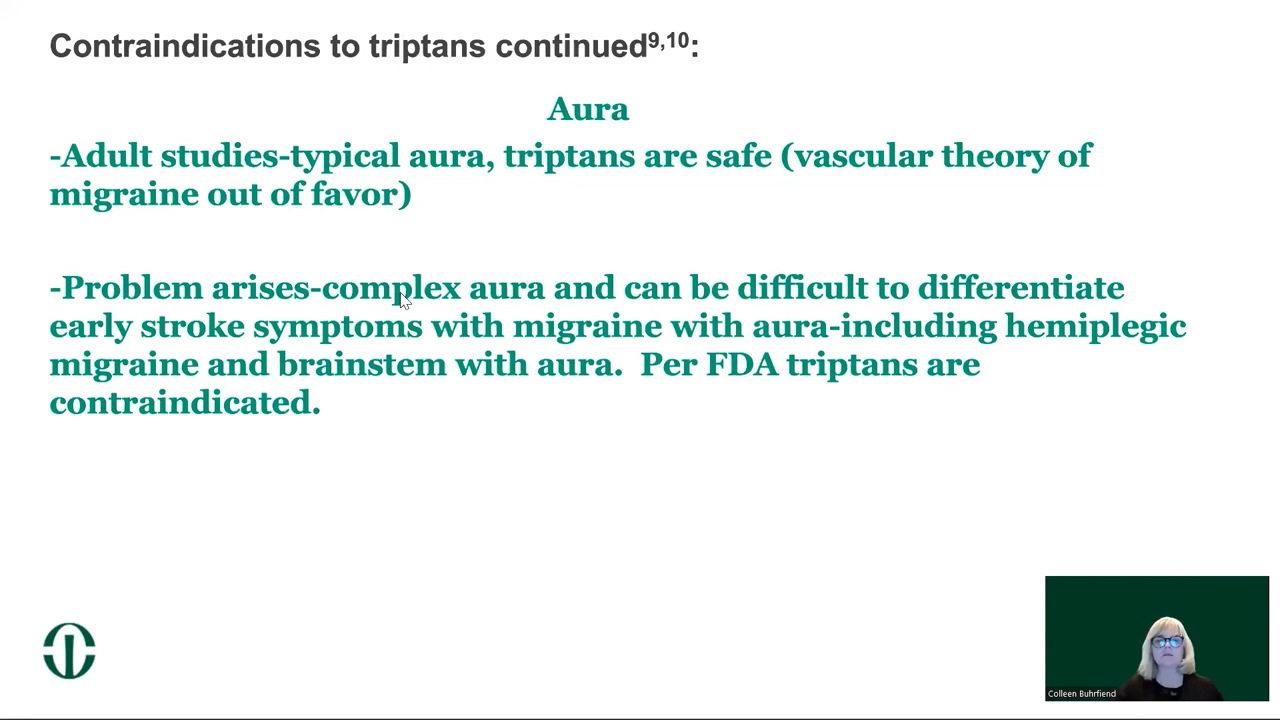 Contraindications to triptans continued9,10:
Aura
-Adult studies-typical aura, triptans are safe (vascular theory of
migraine out of favor)
-Problem arises-complex aura and can be difficult to differentiate
early stroke symptoms with migraine with aura-including hemiplegic
migraine and brainstem with aura.  Per FDA triptans are
contraindicated.
Colleen Buhrfiend